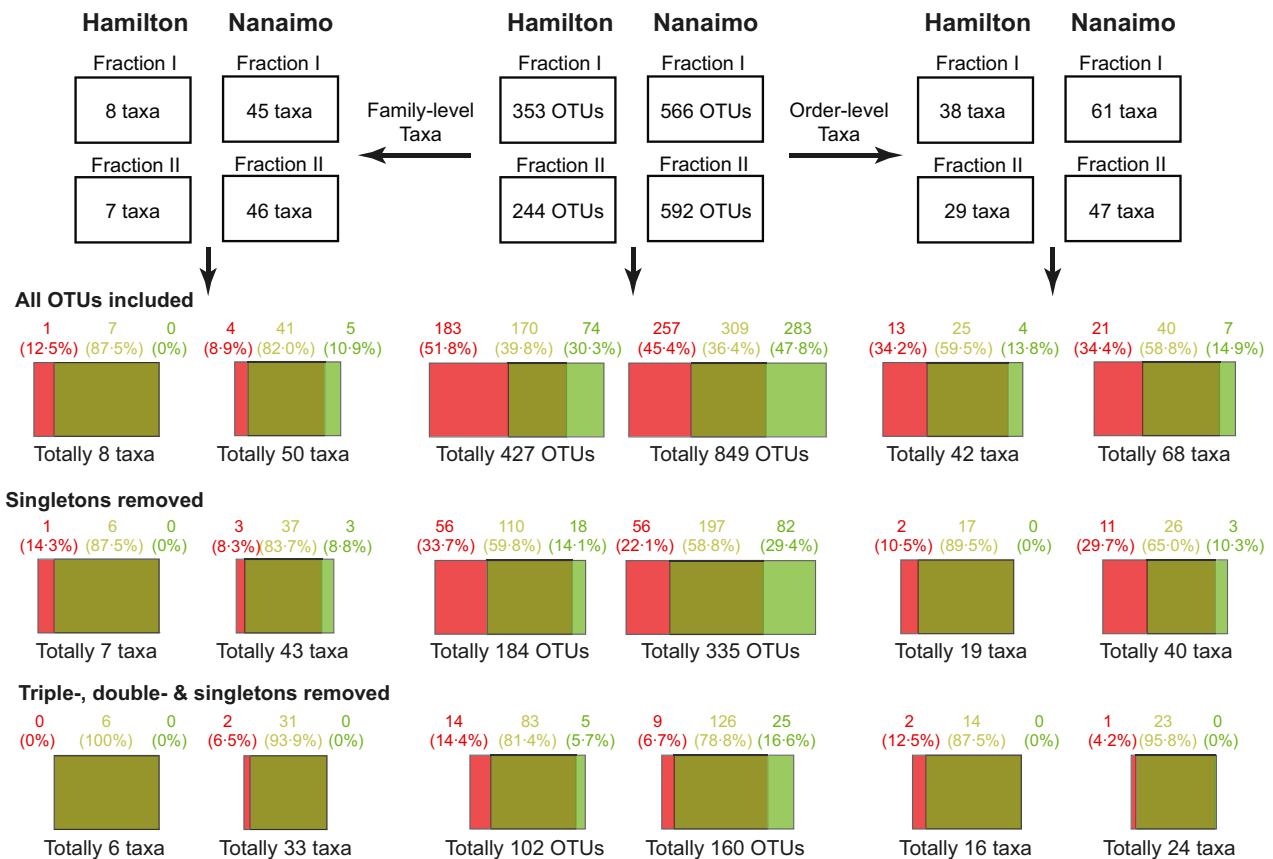 Hamilton Nanaimo Hamilton Nanaimo Hamilton Nanaimo
Fraction I Fraction I Fraction I Fraction I Fraction I Fraction I
8 taxa 45 taxa Family-level Taxa 353 OTUs 566 OTUs Order-level Taxa 38 taxa 61 taxa
Fraction II Fraction II Fraction II Fraction II Fraction II Fraction II
7 taxa 46 taxa 244 OTUs 592 OTUs 29 taxa 47 taxa
All OTUs included
1 7 0 4 41 5 183 170 74 257 309 283 13 25 4 21 40 7
(12·5%) (87·5%) (0%) (8·9%) (82·0%) (10·9%) (51·8%) (39·8%) (30·3%) (45·4%) (36·4%) (47·8%) (34·2%) (59·5%) (13·8%) (34·4%) (58·8%) (14·9%)
Totally 8 taxa Totally 50 taxa Totally 427 OTUs Totally 849 OTUs Totally 42 taxa Totally 68 taxa
Singletons removed
1 6 0 3 37 3 56 110 18 56 197 82 2 17 0 11 26 3
(14·3%) (87·5%) (0%) (8·3%) (83·7%) (8·8%) (33·7%) (59·8%) (14·1%) (22·1%) (58·8%) (29·4%) (10·5%) (89·5%) (0%) (29·7%) (65·0%) (10·3%)
Totally 7 taxa Totally 43 taxa Totally 184 OTUs Totally 335 OTUs Totally 19 taxa Totally 40 taxa
Triple-, double- & singletons removed
0 6 0 2 31 0 14 83 5 9 126 25 2 14 0 1 23 0
(0%) (100%) (0%) (6·5%) (93·9%) (0%) (14·4%) (81·4%) (5·7%) (6·7%) (78·8%) (16·6%) (12·5%) (87·5%) (0%) (4·2%) (95·8%) (0%)
Totally 6 taxa Totally 33 taxa Totally 102 OTUs Totally 160 OTUs Totally 16 taxa Totally 24 taxa